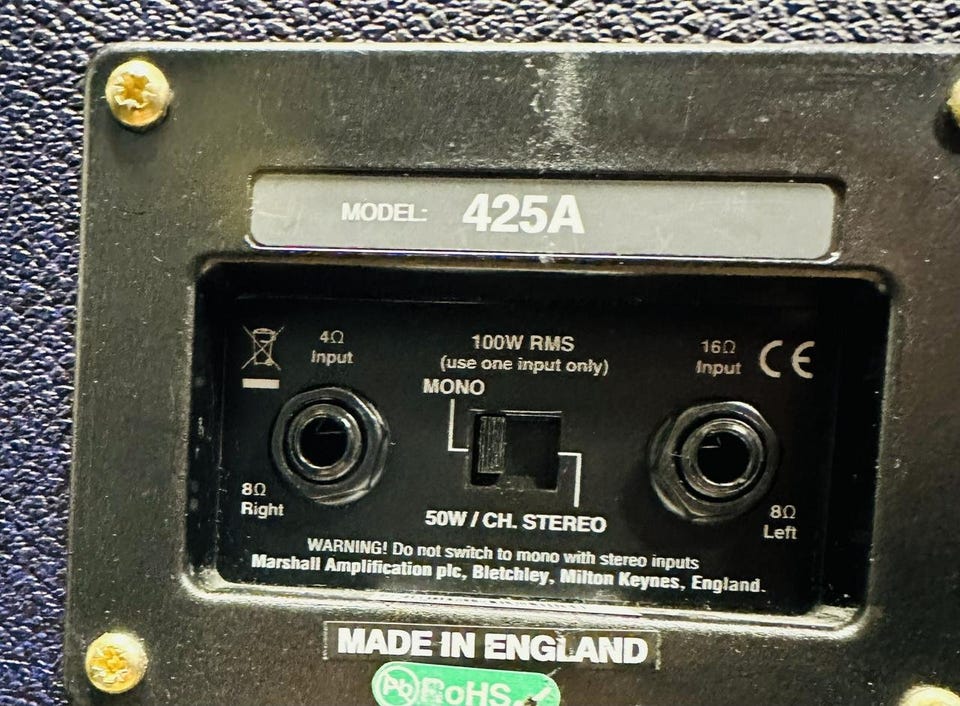 MODEL: 425A
4Ω
Input
100W RMS
(use one input only)
MONO
16Ω
Input
CE
8Ω
Right
50W / CH. STEREO
8Ω
Left
WARNING! Do not switch to mono with stereo inputs
Marshall Amplification plc, Bletchley, Milton Keynes, England.
MADE IN ENGLAND
Pb RoHS